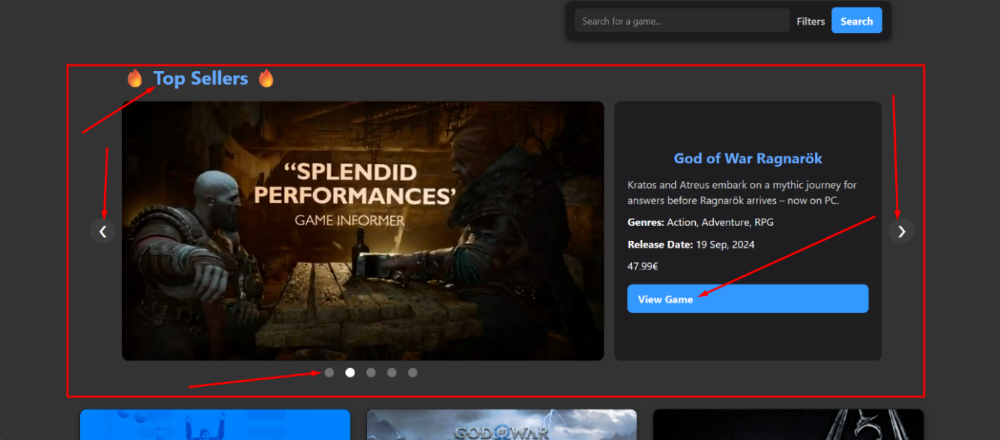 Search for a game...
Filters
Search
🔥 Top Sellers 🔥
“SPLENDID
PERFORMANCES’
GAME INFORMER
‹
›
God of War Ragnarök
Kratos and Atreus embark on a mythic journey for
answers before Ragnarök arrives – now on PC.
Genres: Action, Adventure, RPG
Release Date: 19 Sep, 2024
47.99€
View Game
GOD OF WAR